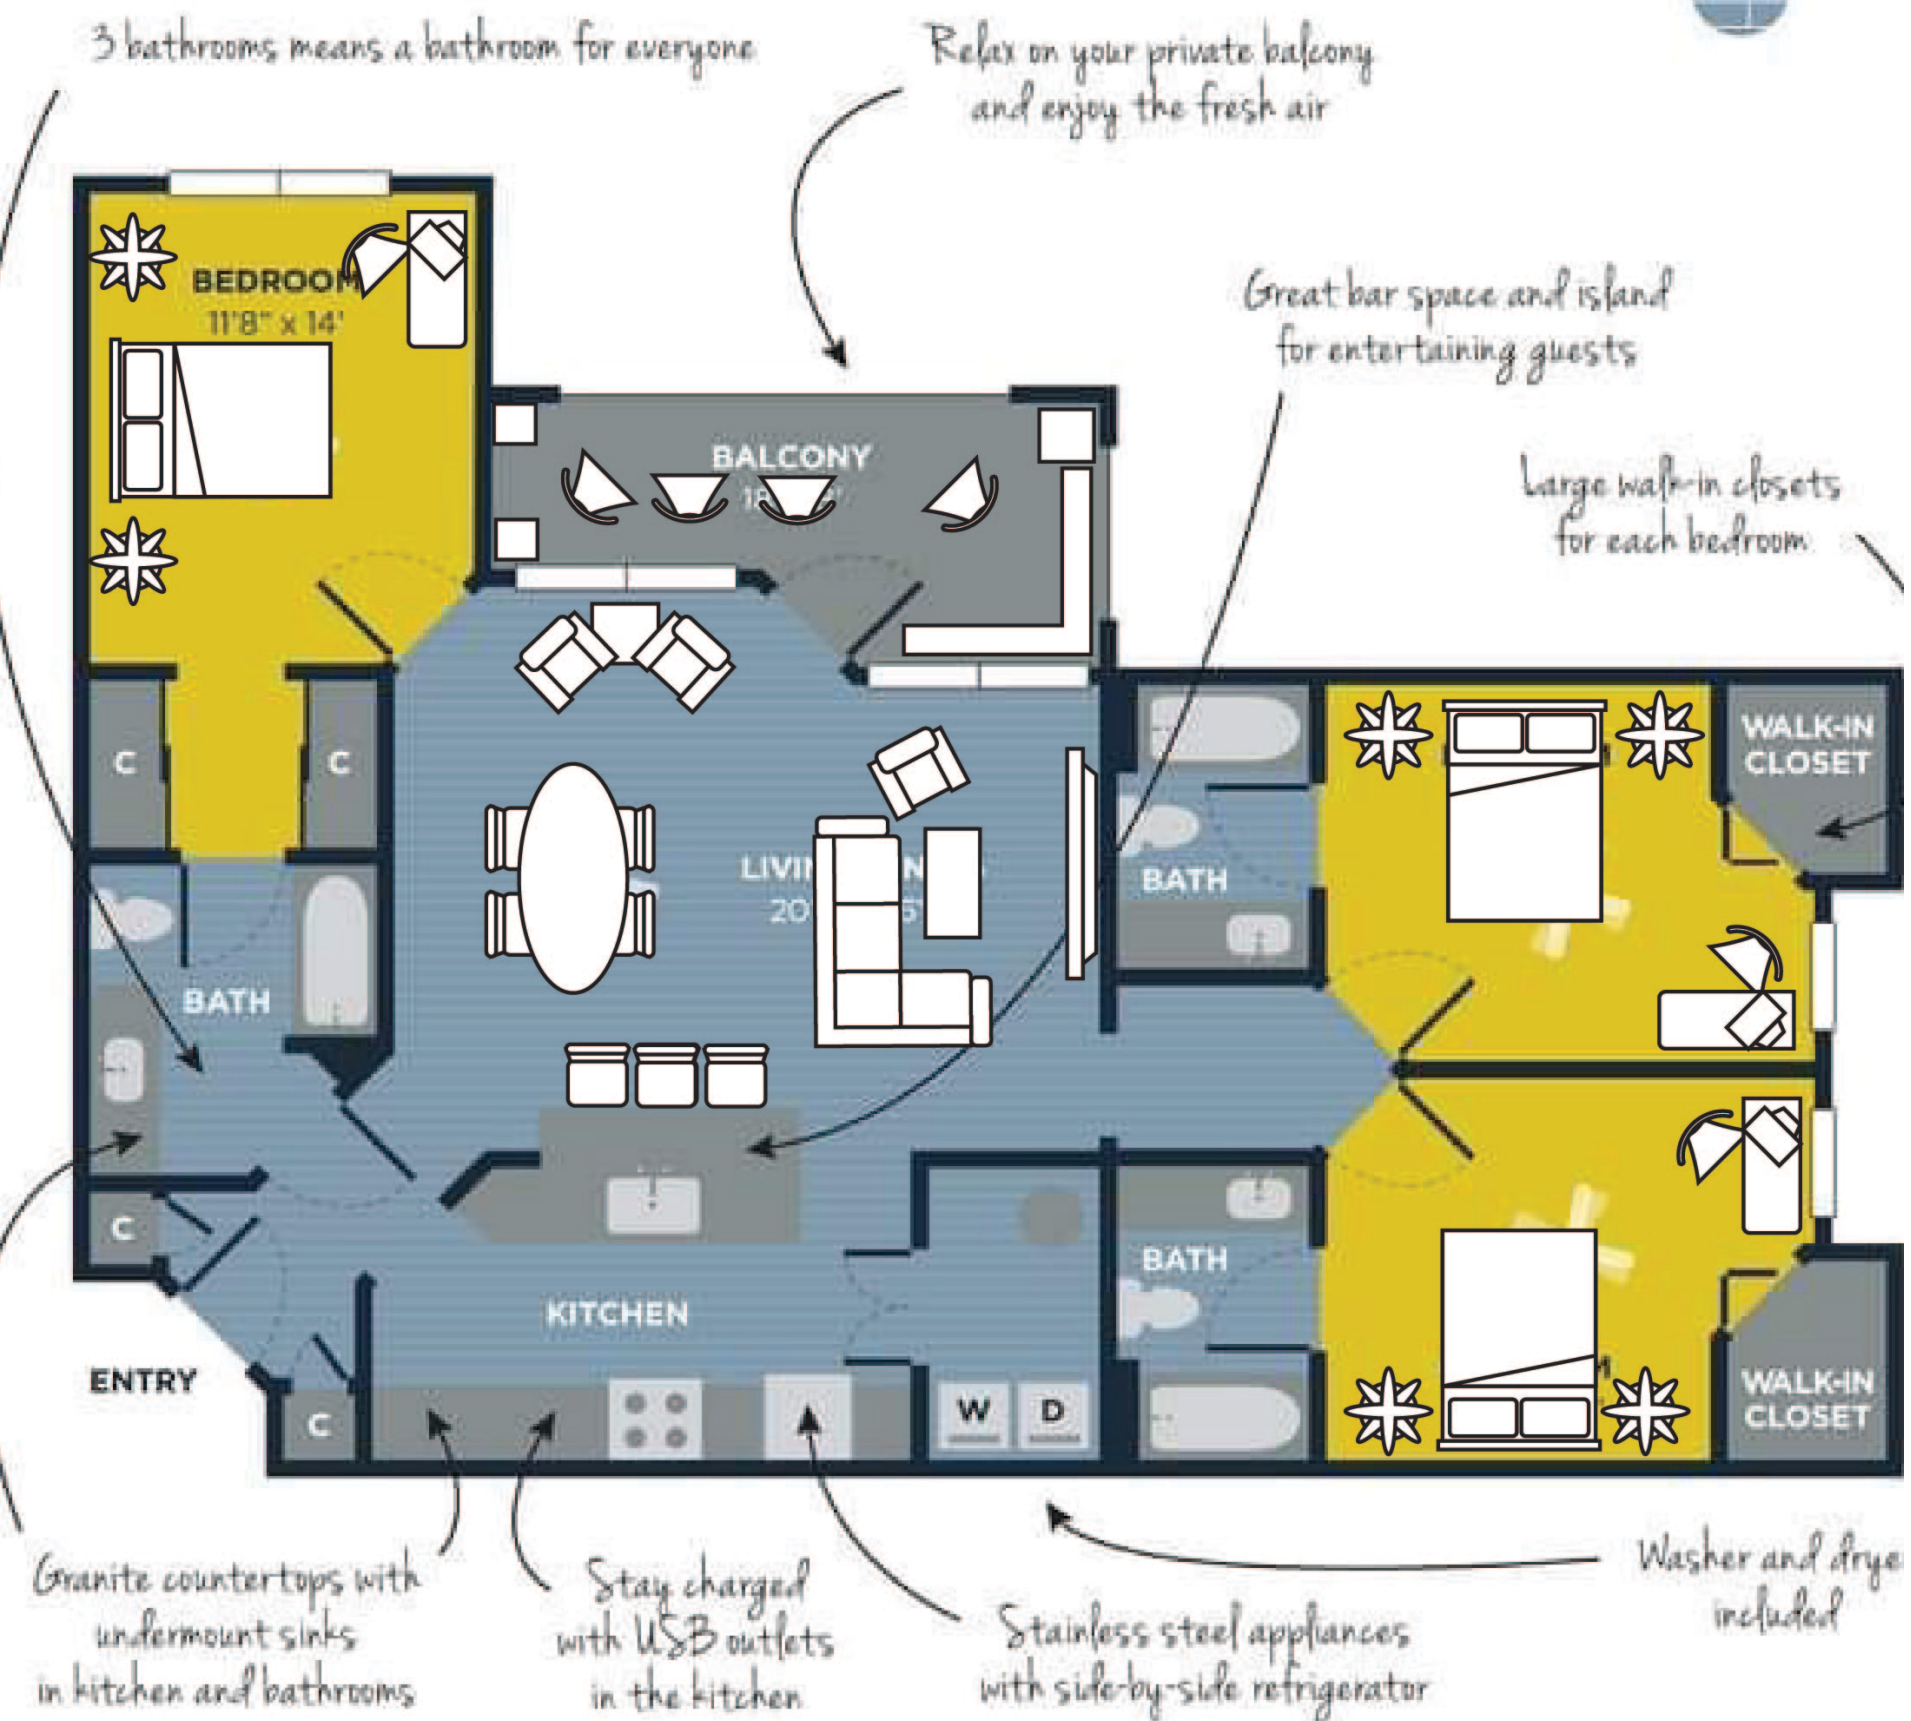 3 bathrooms means a bathroom for everyone
Relax on your private balcony
and enjoy the fresh air
Great bar space and island
for entertaining guests
Large walk-in closets
for each bedroom
BEDROOM
11'8" x 14'
BALCONY
C
C
WALK-IN
CLOSET
BATH
BATH
C
KITCHEN
BATH
ENTRY
C
W
D
WALK-IN
CLOSET
Granite countertops with
undermount sinks
in kitchen and bathrooms
Stay charged
with USB outlets
in the kitchen
Stainless steel appliances
with side-by-side refrigerator
Washer and drye
included